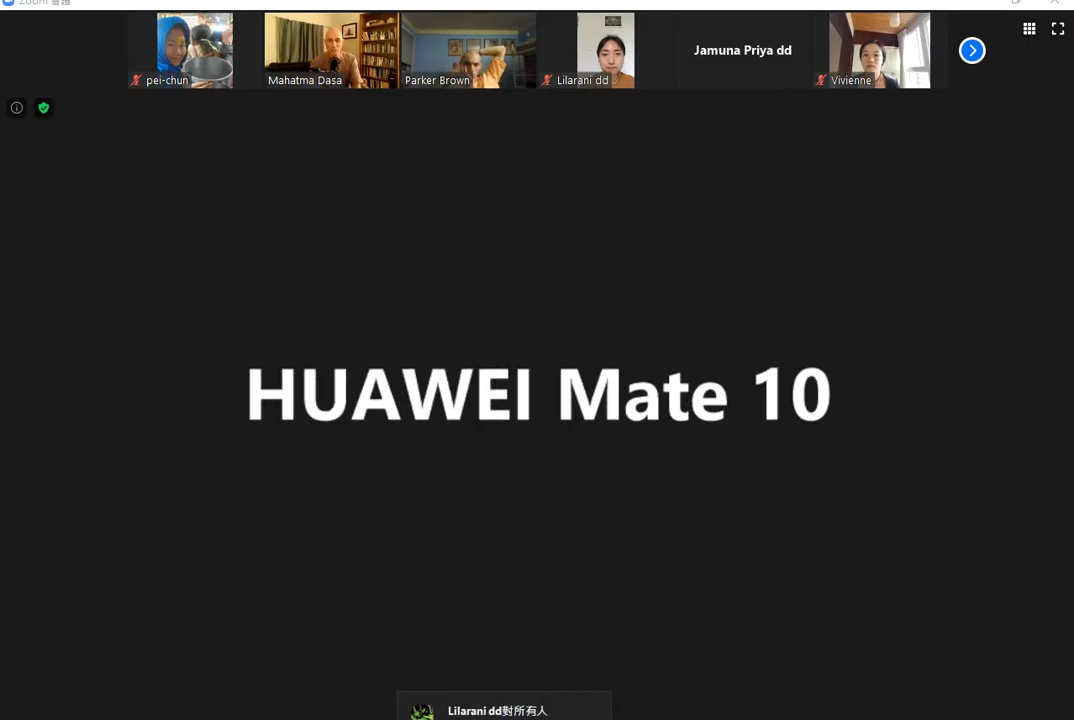 Zoom 會議
pei-chun
Mahatma Dasa
Parker Brown
Lilarani dd
Jamuna Priya dd
Vivienne
HUAWEI Mate 10
Lilarani dd對所有人